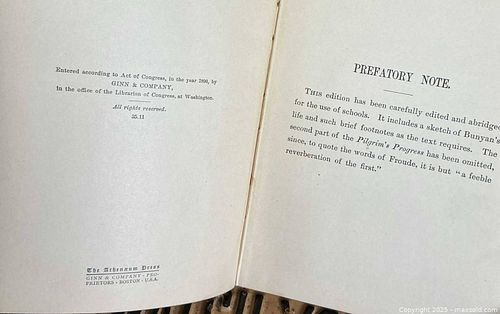 Entered according to Act of Congress, in the year 1890, by
GINN & COMPANY,
In the office of the Librarian of Congress, at Washington.
All rights reserved.
35.11
The Athenæum Press
GINN & COMPANY · PRO-
PRIETORS · BOSTON · U.S.A.
PREFATORY NOTE.
THIS edition has been carefully edited and abridged
for the use of schools. It includes a sketch of Bunyan's
life and such brief footnotes as the text requires. The
second part of the Pilgrim's Progress has been omitted,
since, to quote the words of Froude, it is but "a feeble
reverberation of the first."
Copyright 2025 - maxsold.com